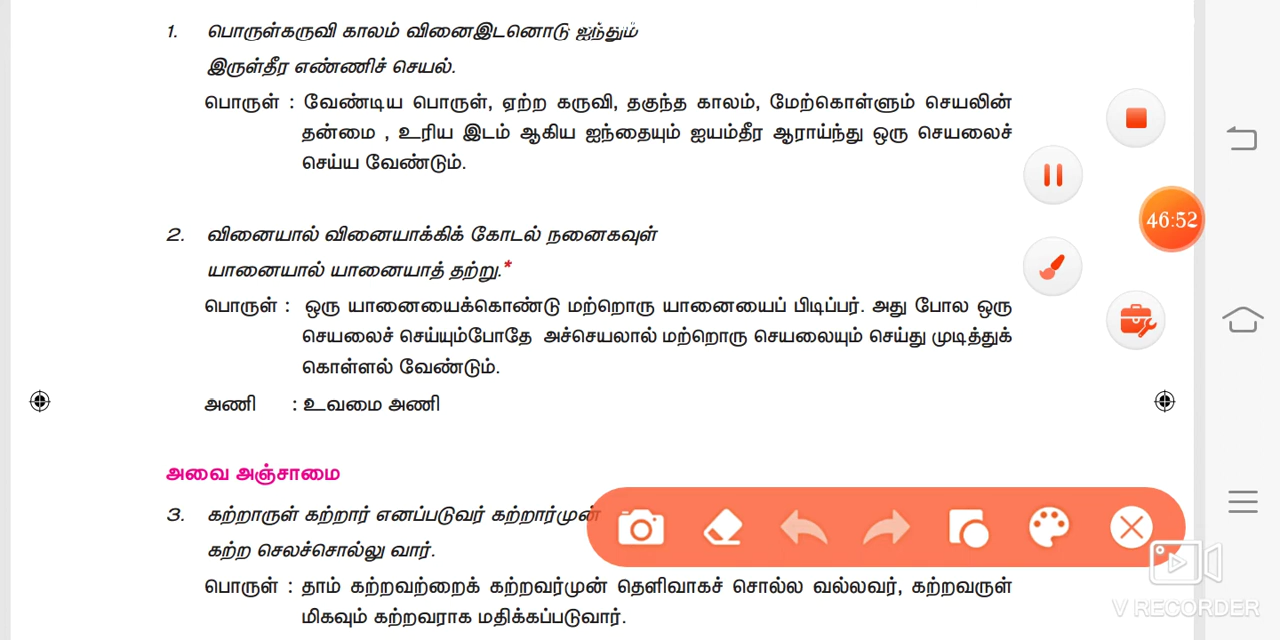 1. பொருள்கருவி காலம் வினைஇடனொடு ஐந்தும்
இருள்தீர எண்ணிச் செயல்.
பொருள் : வேண்டிய பொருள், ஏற்ற கருவி, தகுந்த காலம், மேற்கொள்ளும் செயலின்
தன்மை , உரிய இடம் ஆகிய ஐந்தையும் ஐயம்தீர ஆராய்ந்து ஒரு செயலைச்
செய்ய வேண்டும்.
46:52
2. வினையால் வினையாக்கிக் கோடல் நனைகவுள்
யானையால் யானையாத் தற்று.*
பொருள் : ஒரு யானையைக்கொண்டு மற்றொரு யானையைப் பிடிப்பர். அது போல ஒரு
செயலைச் செய்யும்போதே அச்செயலால் மற்றொரு செயலையும் செய்து முடித்துக்
கொள்ளல் வேண்டும்.
அணி : உவமை அணி
அவை அஞ்சாமை
3. கற்றாருள் கற்றார் எனப்படுவர் கற்றார்முன்
கற்ற செலச்சொல்லு வார்.
பொருள் : தாம் கற்றவற்றைக் கற்றவர்முன் தெளிவாகச் சொல்ல வல்லவர், கற்றவருள்
மிகவும் கற்றவராக மதிக்கப்படுவார்.
V RECORDER